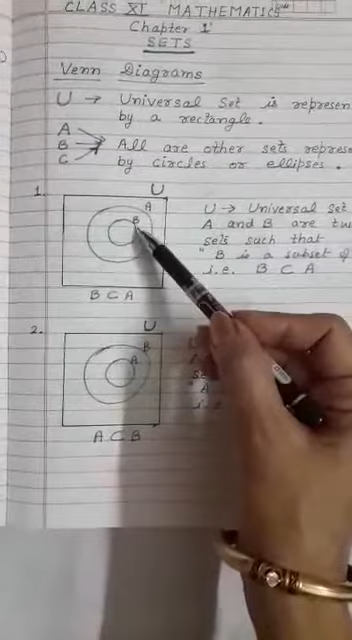 CLASS XI MATHEMATICS
Chapter 1
SETS
Venn Diagrams
U → Universal Set is represen
by a rectangle.
A
B → All are other sets represe
C by circles or ellipses.
1.
U
A
B
B ⊂ A
U → Universal Set
A and B are tw
sets such that
"B is a subset of
i.e. B ⊂ A
2.
U
B
A
A ⊂ B
"A